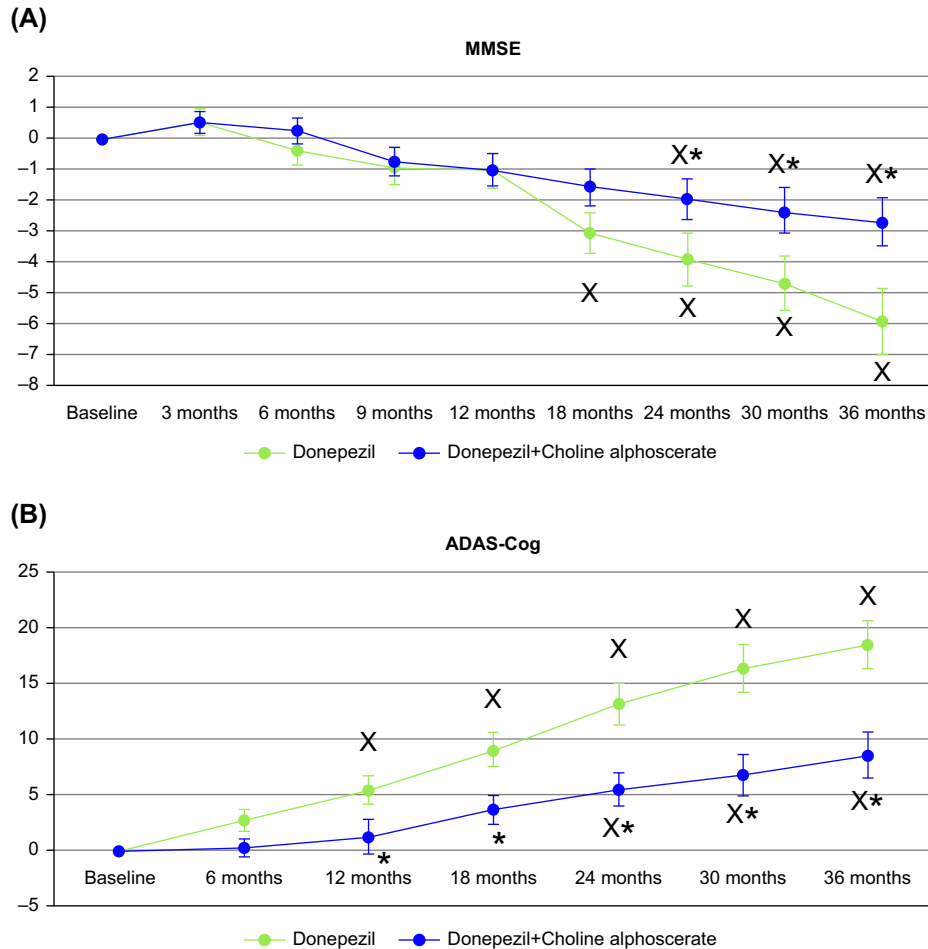 (A)
MMSE
2
1
0
–1
–2
–3
–4
–5
–6
–7
–8
X* X* X*
X X X X
Baseline 3 months 6 months 9 months 12 months 18 months 24 months 30 months 36 months
Donepezil Donepezil+Choline alphoscerate
(B)
ADAS-Cog
25
20
15
10
5
0
–5
X X X X X
* * X* X* X*
Baseline 6 months 12 months 18 months 24 months 30 months 36 months
Donepezil Donepezil+Choline alphoscerate